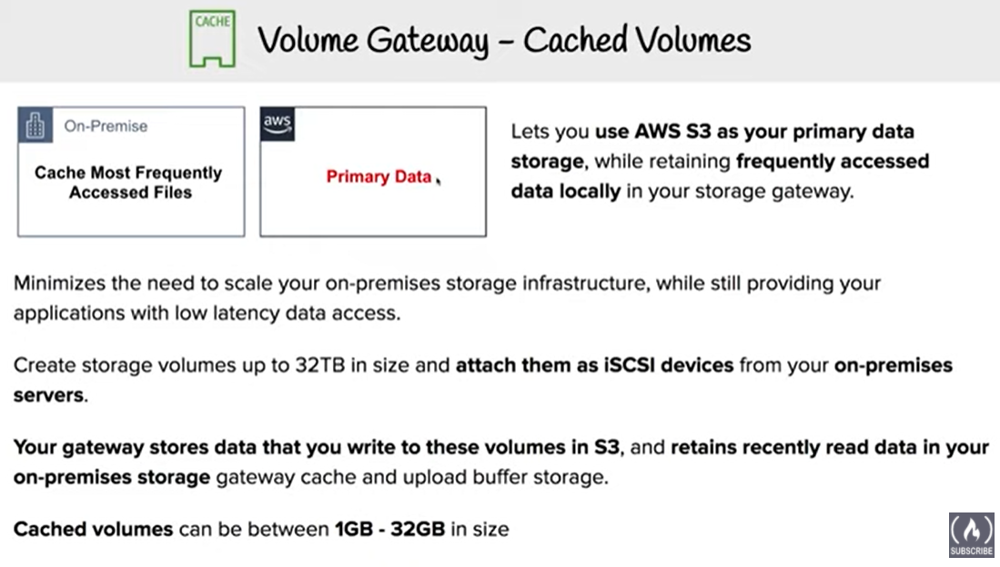 CACHE
Volume Gateway – Cached Volumes
On-Premise
Cache Most Frequently
Accessed Files
aws
Primary Data
Lets you use AWS S3 as your primary data
storage, while retaining frequently accessed
data locally in your storage gateway.
Minimizes the need to scale your on-premises storage infrastructure, while still providing your
applications with low latency data access.
Create storage volumes up to 32TB in size and attach them as iSCSI devices from your on-premises
servers.
Your gateway stores data that you write to these volumes in S3, and retains recently read data in your
on-premises storage gateway cache and upload buffer storage.
Cached volumes can be between 1GB - 32GB in size
SUBSCRIBE